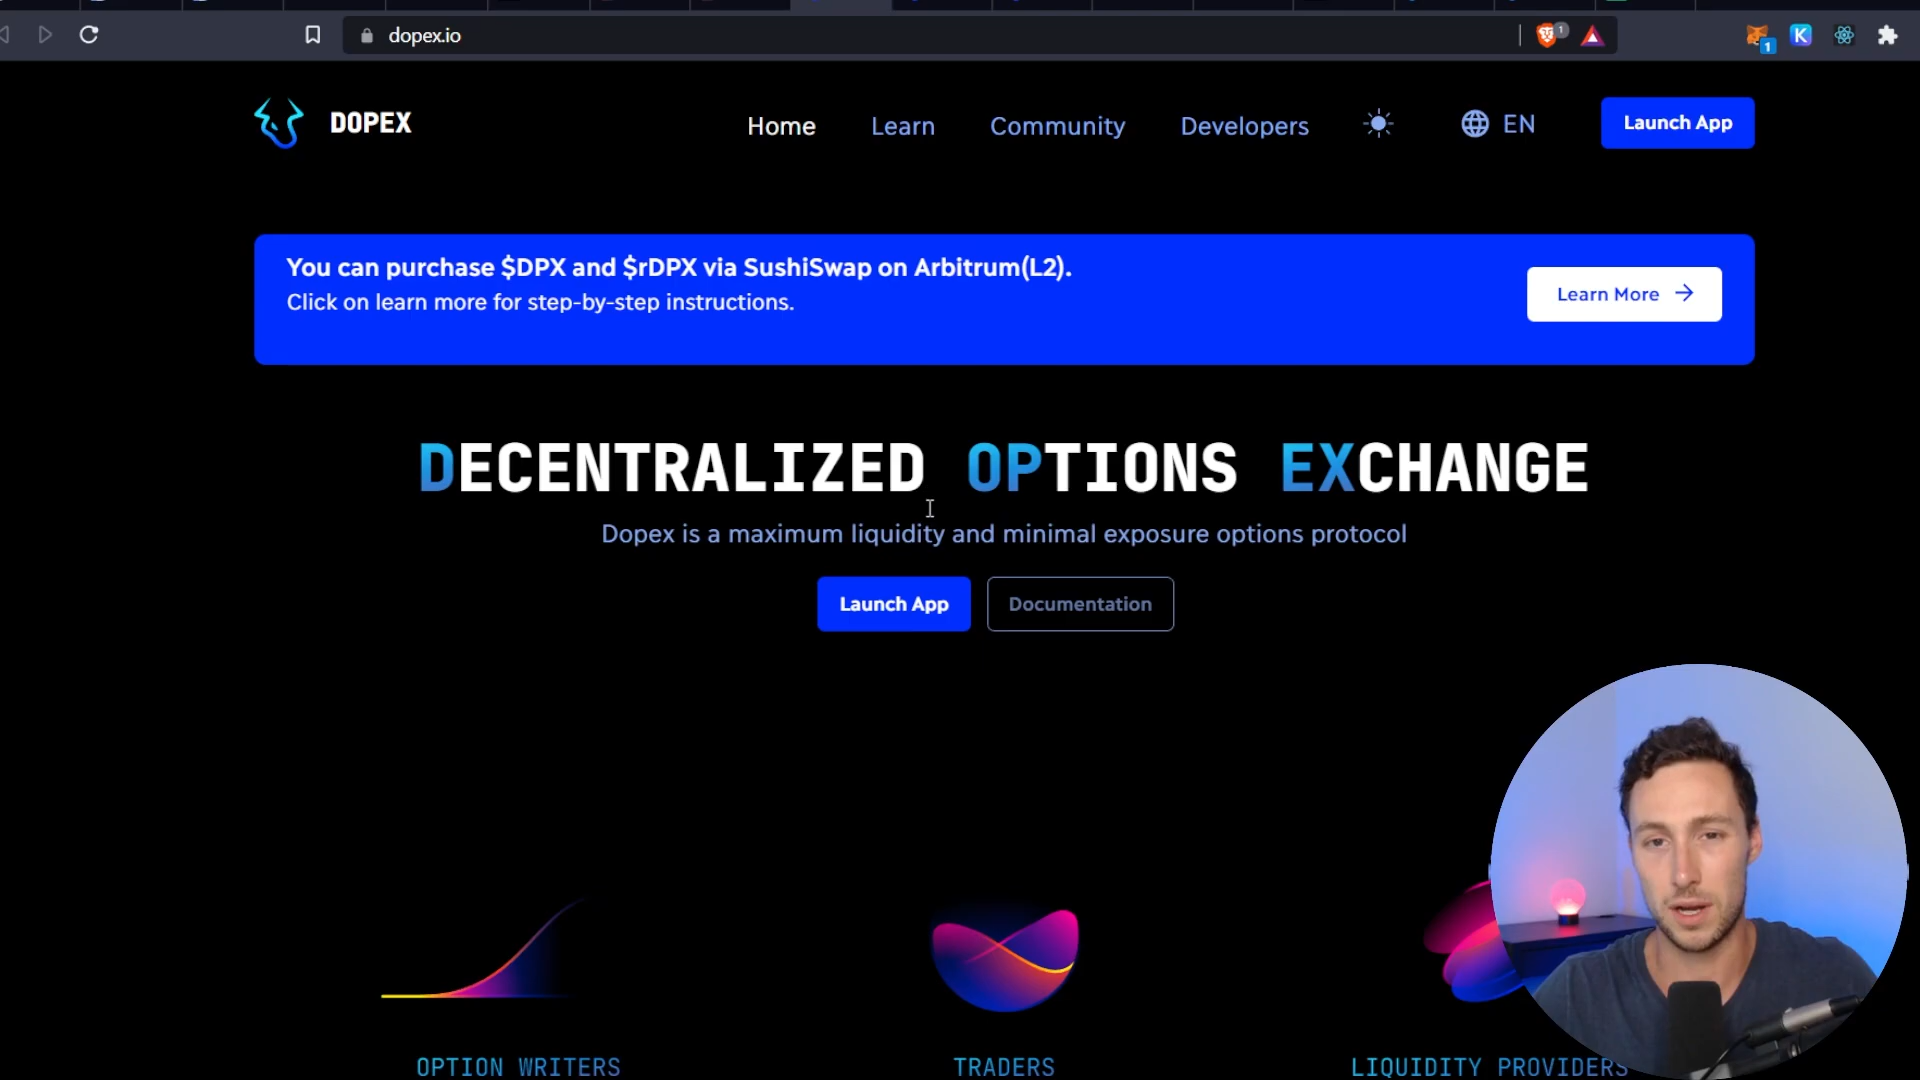 dopex.io
1
1
K
DOPEX
Home
Learn
Community
Developers
EN
Launch App
You can purchase $DPX and $rDPX via SushiSwap on Arbitrum(L2).
Click on learn more for step-by-step instructions.
Learn More
DECENTRALIZED OPTIONS EXCHANGE
Dopex is a maximum liquidity and minimal exposure options protocol
Launch App
Documentation
OPTION WRITERS
TRADERS
LIQUIDITY PROVIDERS